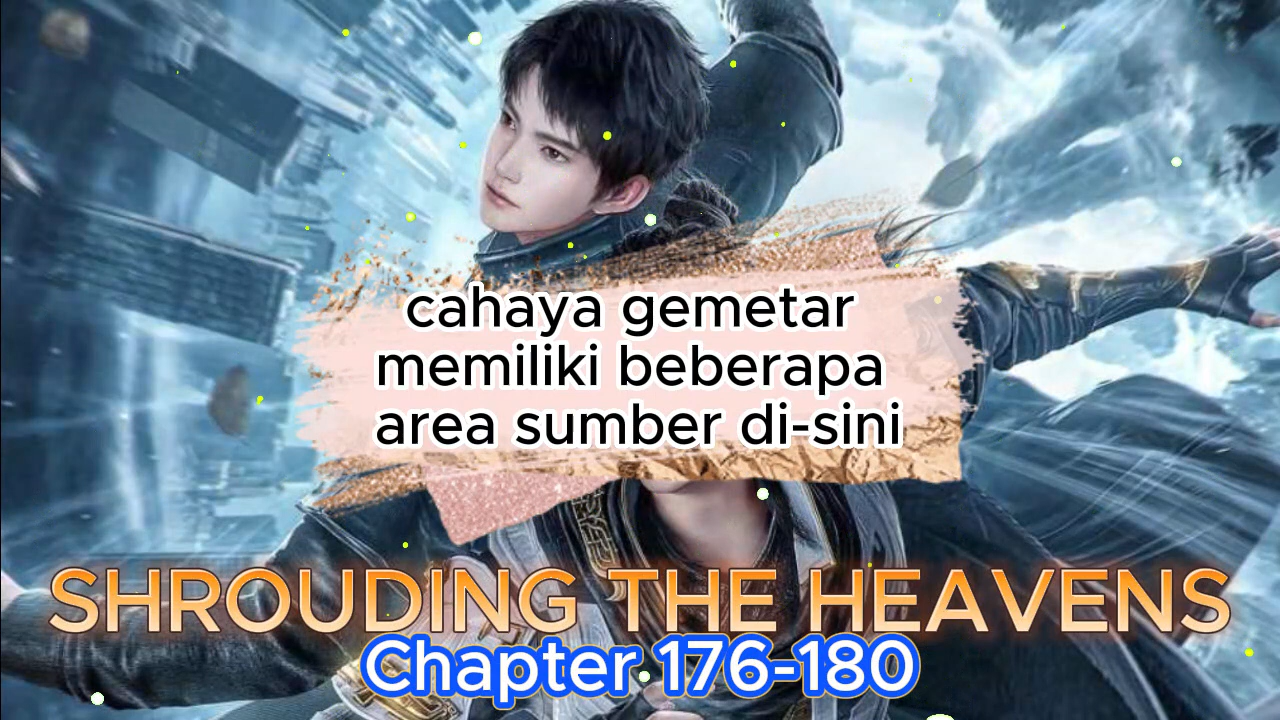 cahaya gemetar
memiliki beberapa
area sumber di-sini
SHROUDING THE HEAVENS
Chapter 176-180